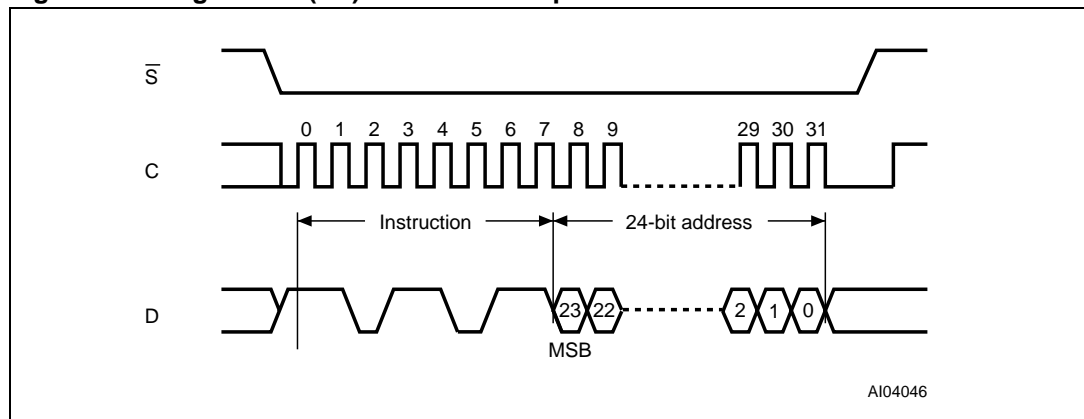 S
0 1 2 3 4 5 6 7 8 9 29 30 31
C
Instruction 24-bit address
D
23 22 2 1 0
MSB
AI04046